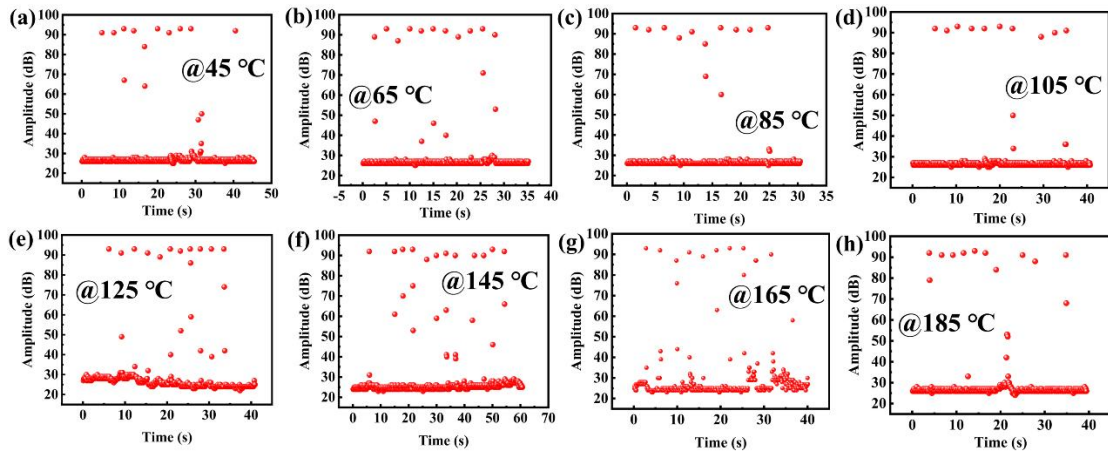 (a)
Amplitude (dB)
100
90
80
70
60
50
40
30
20
@45 °C
0 10 20 30 40 50
Time (s)
(b)
Amplitude (dB)
100
90
80
70
60
50
40
30
20
@65 °C
-5 0 5 10 15 20 25 30 35 40
Time (s)
(c)
Amplitude (dB)
100
90
80
70
60
50
40
30
20
@85 °C
0 5 10 15 20 25 30 35
Time (s)
(d)
Amplitude (dB)
100
90
80
70
60
50
40
30
20
@105 °C
0 10 20 30 40
Time (s)
(e)
Amplitude (dB)
100
90
80
70
60
50
40
30
20
@125 °C
0 10 20 30 40
Time (s)
(f)
Amplitude (dB)
100
90
80
70
60
50
40
30
20
@145 °C
0 10 20 30 40 50 60 70
Time (s)
(g)
Amplitude (dB)
100
90
80
70
60
50
40
30
20
@165 °C
0 10 20 30 40
Time (s)
(h)
Amplitude (dB)
100
90
80
70
60
50
40
30
20
@185 °C
0 10 20 30 40
Time (s)